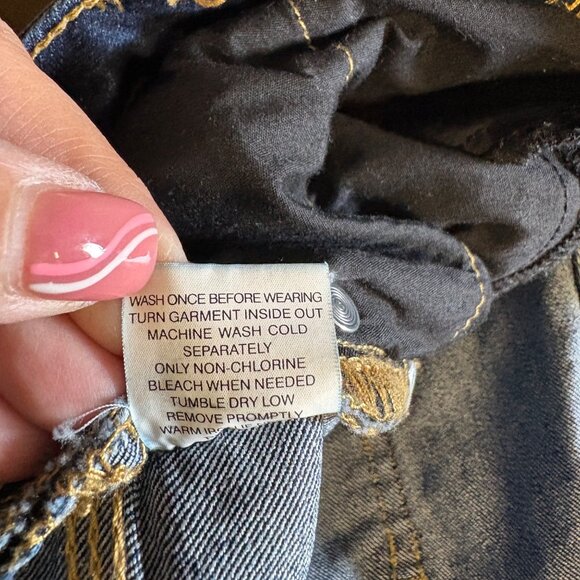 WASH ONCE BEFORE WEARING
TURN GARMENT INSIDE OUT
MACHINE WASH COLD
SEPARATELY
ONLY NON-CHLORINE
BLEACH WHEN NEEDED
TUMBLE DRY LOW
REMOVE PROMPTLY
WARM